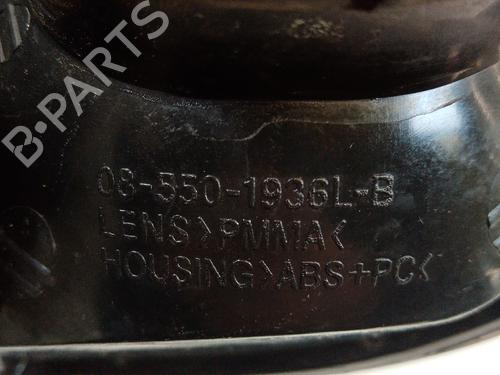 B-PARTS
08-550-1936L-B
LENS>PMMA<
HOUSING>ABS+PC<